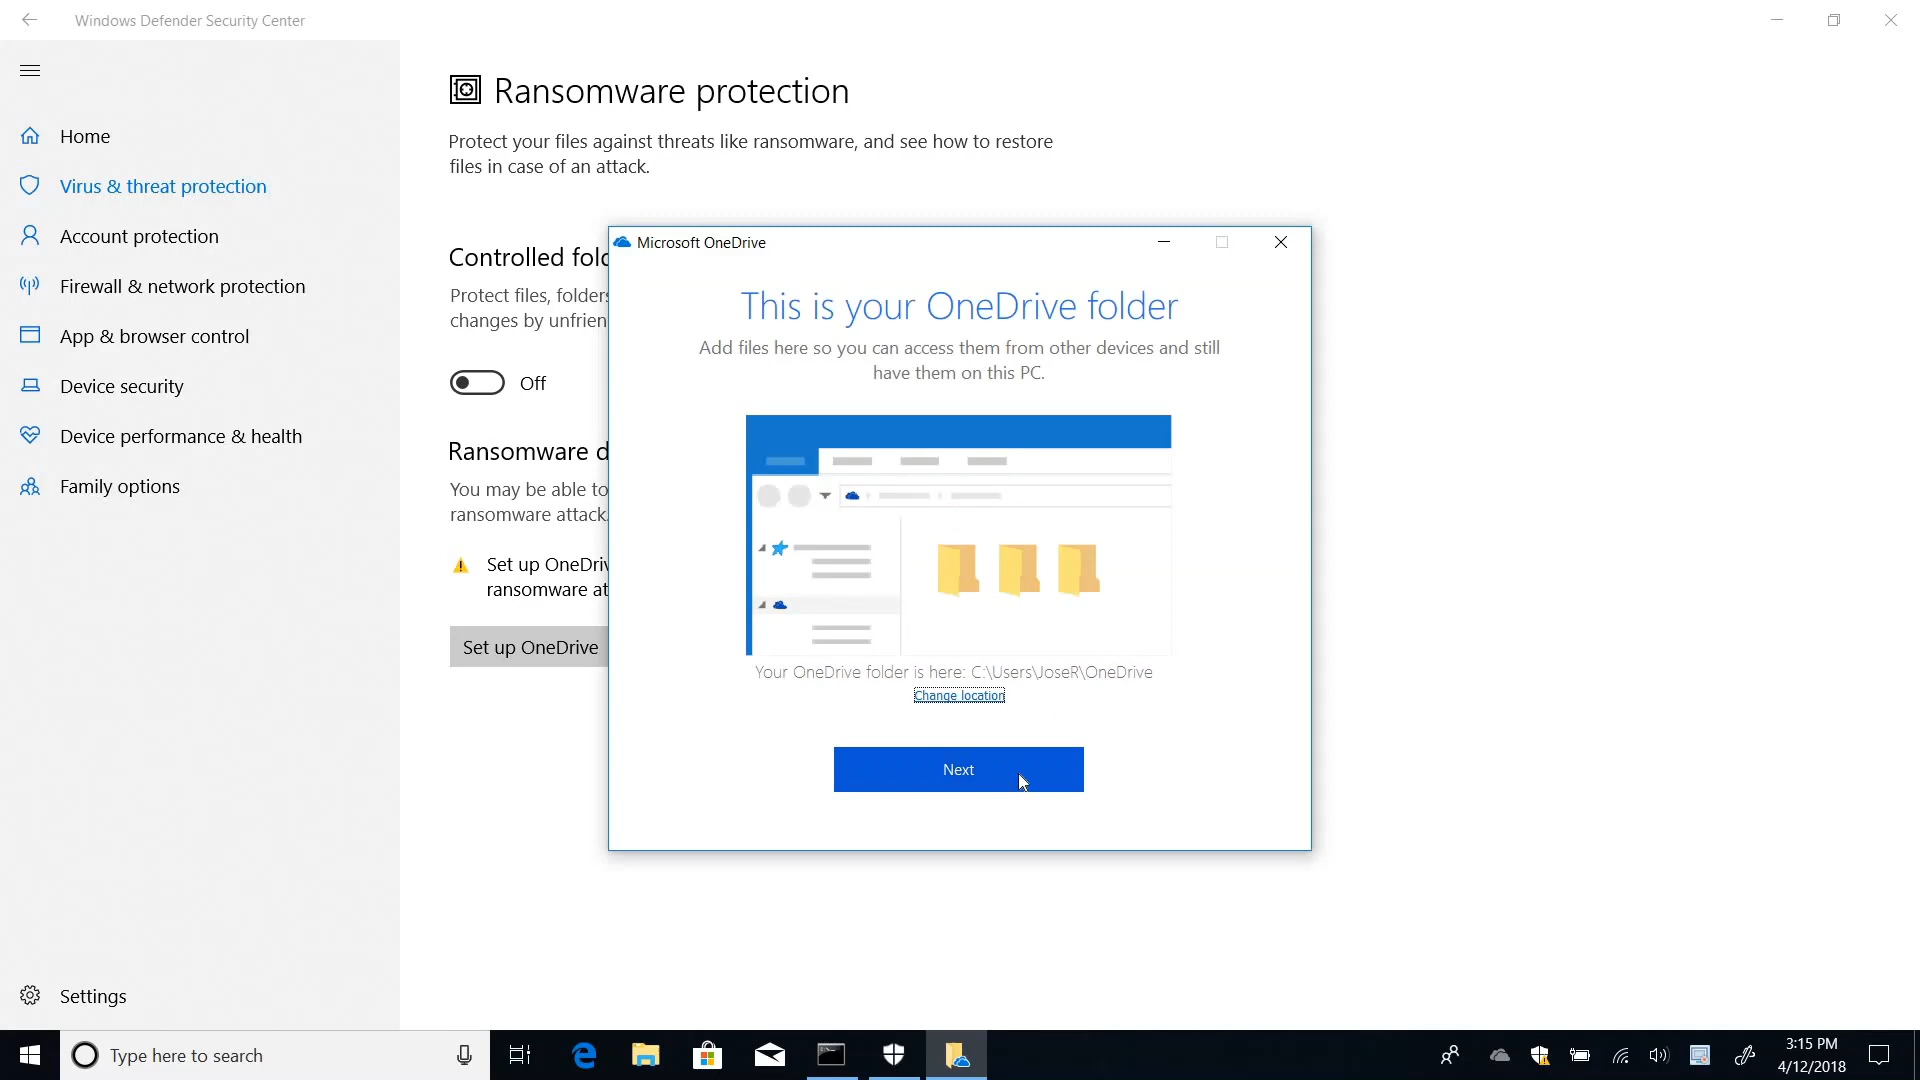 Windows Defender Security Center
Home
Virus & threat protection
Account protection
Firewall & network protection
App & browser control
Device security
Device performance & health
Family options
Settings
Ransomware protection
Protect your files against threats like ransomware, and see how to restore
files in case of an attack.
Controlled fold
Protect files, folders
changes by unfrien
Off
Ransomware d
You may be able to
ransomware attack.
Set up OneDriv
ransomware at
Set up OneDrive
Microsoft OneDrive
This is your OneDrive folder
Add files here so you can access them from other devices and still
have them on this PC.
Your OneDrive folder is here: C:\Users\JoseR\OneDrive
Change location
Next
Type here to search
3:15 PM
4/12/2018